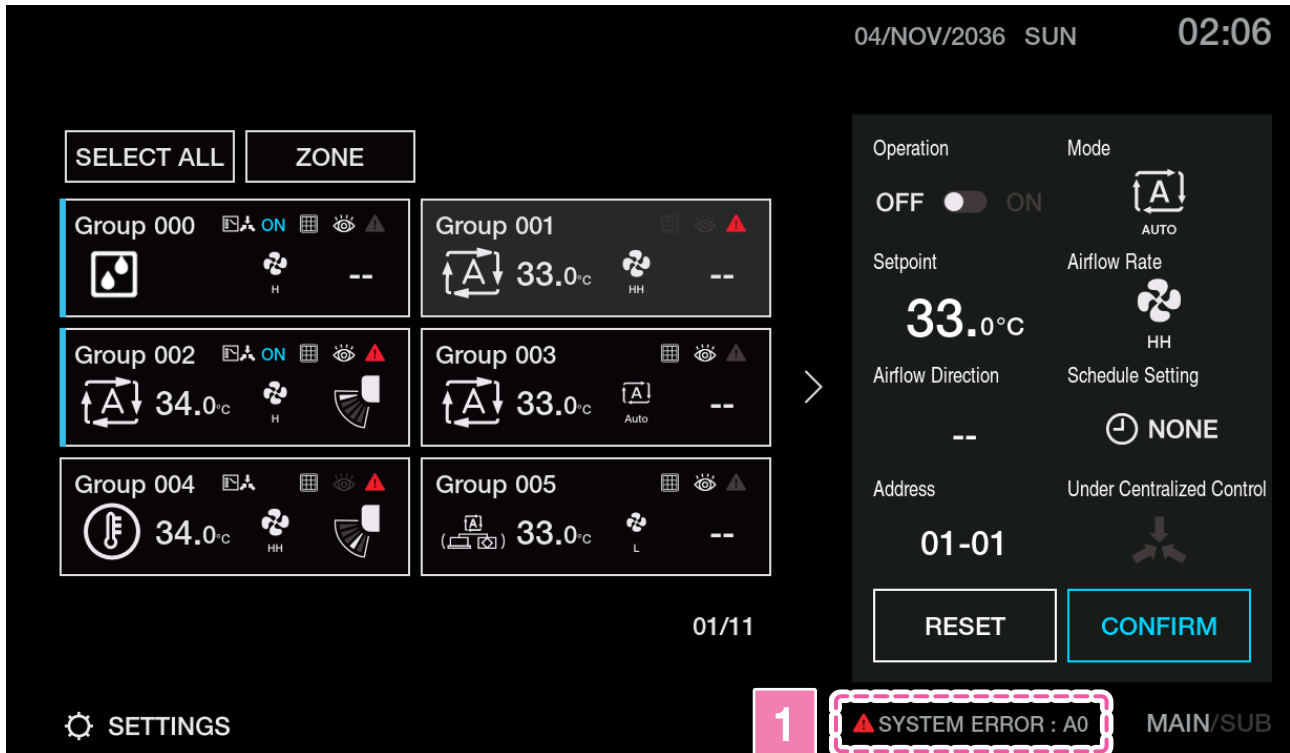 04/NOV/2036 SUN 02:06
SELECT ALL ZONE
Group 000 ON
H --
Group 001
A 33.0°C HH --
Group 002 ON
A 34.0°C H
Group 003
A 33.0°C A Auto --
Group 004
34.0°C HH
Group 005
(A) 33.0°C L --
01/11
Operation Mode
OFF ON A AUTO
Setpoint Airflow Rate
33.0°C HH
Airflow Direction Schedule Setting
-- NONE
Address Under Centralized Control
01-01
RESET CONFIRM
SETTINGS
1
SYSTEM ERROR : A0
MAIN/SUB